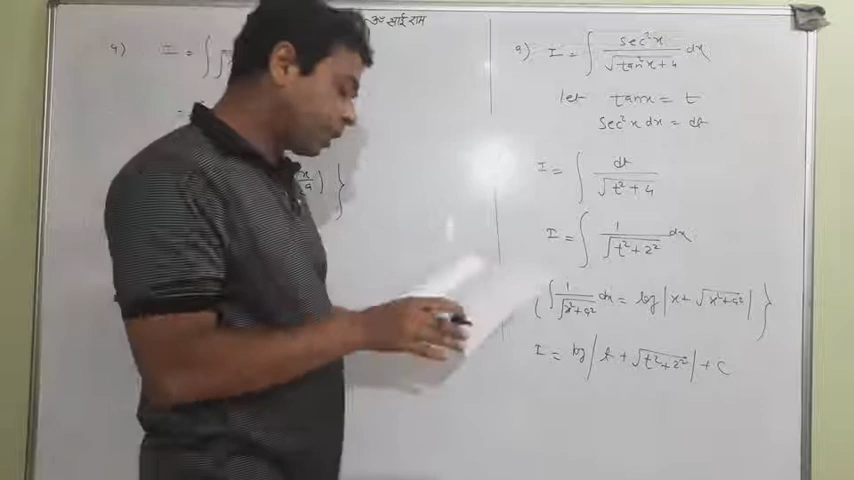 ॐ साईं राम
4) I = ∫
9) I = ∫ sec²x / √(tan²x + 4) dx
let tanx = t
sec²x dx = dt
I = ∫ dt / √(t² + 4)
I = ∫ 1 / √(t² + 2²) dx
{ ∫ 1 / √(x² + a²) dx = log |x + √(x² + a²)| }
I = log |t + √(t² + 2²)| + C